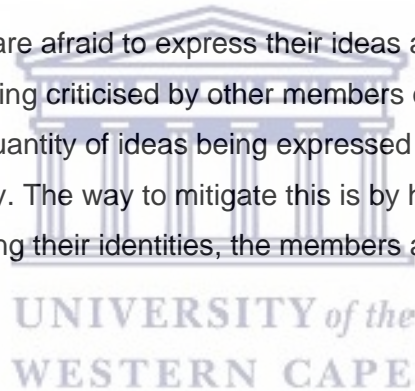 are afraid to express their ideas a
ing criticised by other members
uantity of ideas being expressed
y. The way to mitigate this is by h
ng their identities, the members a
UNIVERSITY of the
WESTERN CAPE